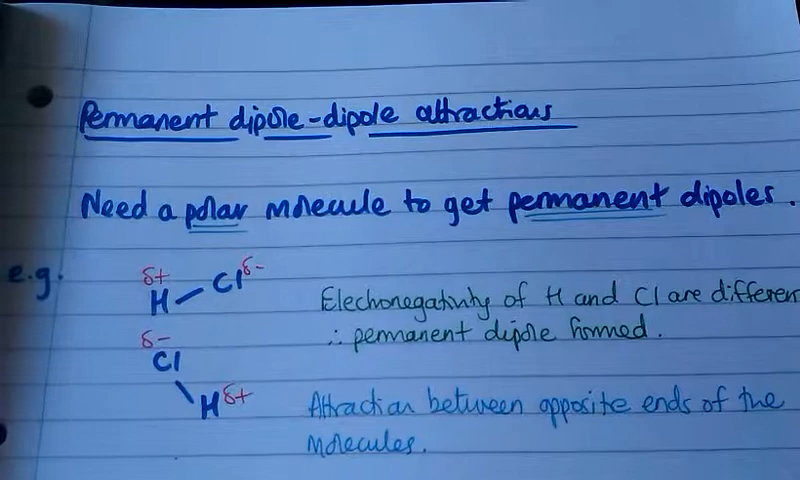 Permanent dipole-dipole attractions
Need a polar molecule to get permanent dipoles.
e.g.
δ+ δ-
H — Cl
Electronegativity of H and Cl are different
∴ permanent dipole formed.
δ-
Cl
H δ+
Attraction between opposite ends of the
molecules.